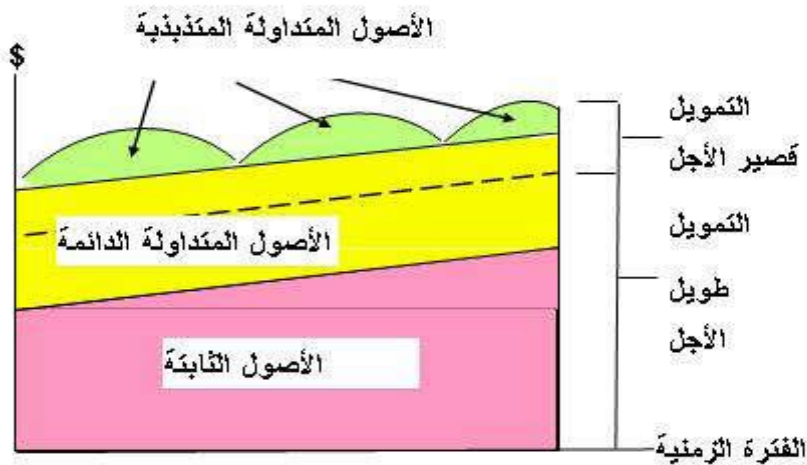 الأصول المتداولة المتذبذبة
$
التمويل
قصير الأجل
التمويل
طويل
الأجل
الأصول المتداولة الدائمة
الأصول الثابتة
الفترة الزمنية